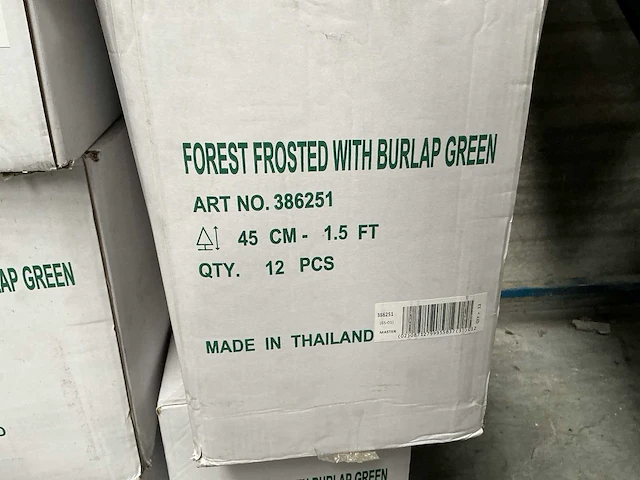 FOREST FROSTED WITH BURLAP GREEN
ART NO. 386251
45 CM - 1.5 FT
QTY. 12 PCS
MADE IN THAILAND
386251
MASTER
AP GREEN
BURLAP GREEN